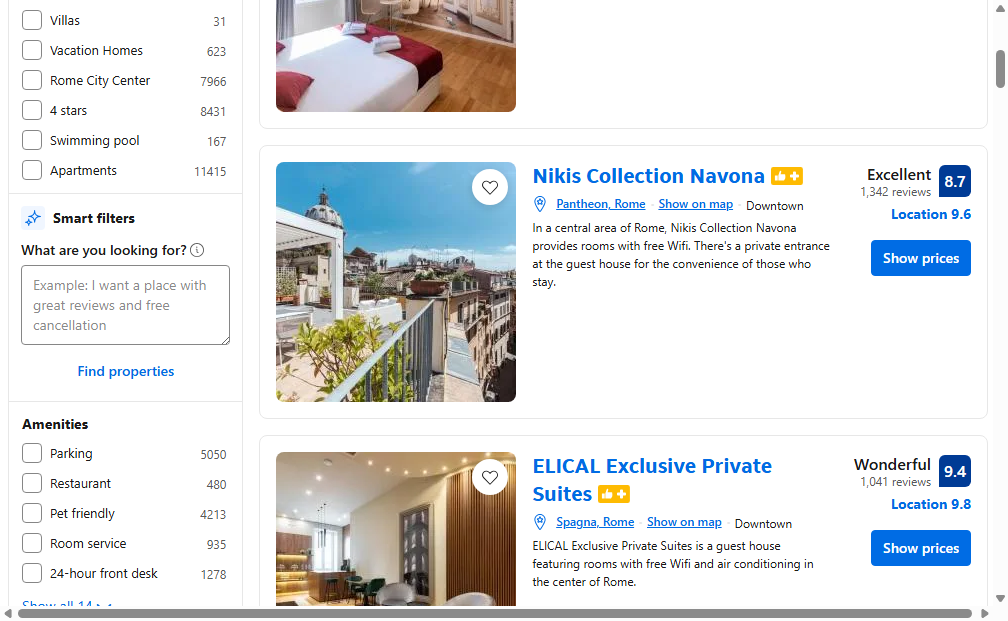 Villas 31
Vacation Homes 623
Rome City Center 7966
4 stars 8431
Swimming pool 167
Apartments 11415
Smart filters
What are you looking for?
Example: I want a place with
great reviews and free
cancellation
Find properties
Amenities
Parking 5050
Restaurant 480
Pet friendly 4213
Room service 935
24-hour front desk 1278
Show all 14
Nikis Collection Navona
Pantheon, Rome · Show on map · Downtown
In a central area of Rome, Nikis Collection Navona
provides rooms with free Wifi. There's a private entrance
at the guest house for the convenience of those who
stay.
Excellent 8.7
1,342 reviews
Location 9.6
Show prices
ELICAL Exclusive Private
Suites
Spagna, Rome · Show on map · Downtown
ELICAL Exclusive Private Suites is a guest house
featuring rooms with free Wifi and air conditioning in
the center of Rome.
Wonderful 9.4
1,041 reviews
Location 9.8
Show prices